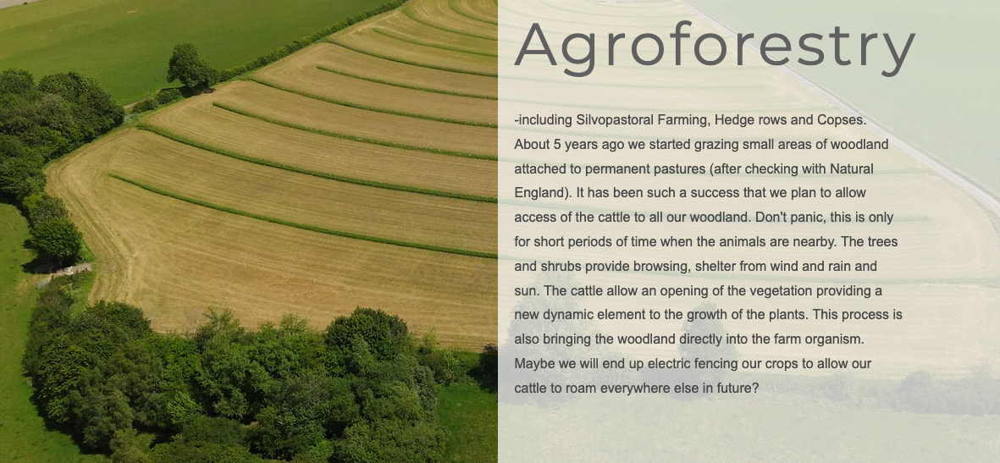 Agroforestry
-including Silvopastoral Farming, Hedge rows and Copses.
About 5 years ago we started grazing small areas of woodland
attached to permanent pastures (after checking with Natural
England). It has been such a success that we plan to allow
access of the cattle to all our woodland. Don't panic, this is only
for short periods of time when the animals are nearby. The trees
and shrubs provide browsing, shelter from wind and rain and
sun. The cattle allow an opening of the vegetation providing a
new dynamic element to the growth of the plants. This process is
also bringing the woodland directly into the farm organism.
Maybe we will end up electric fencing our crops to allow our
cattle to roam everywhere else in future?